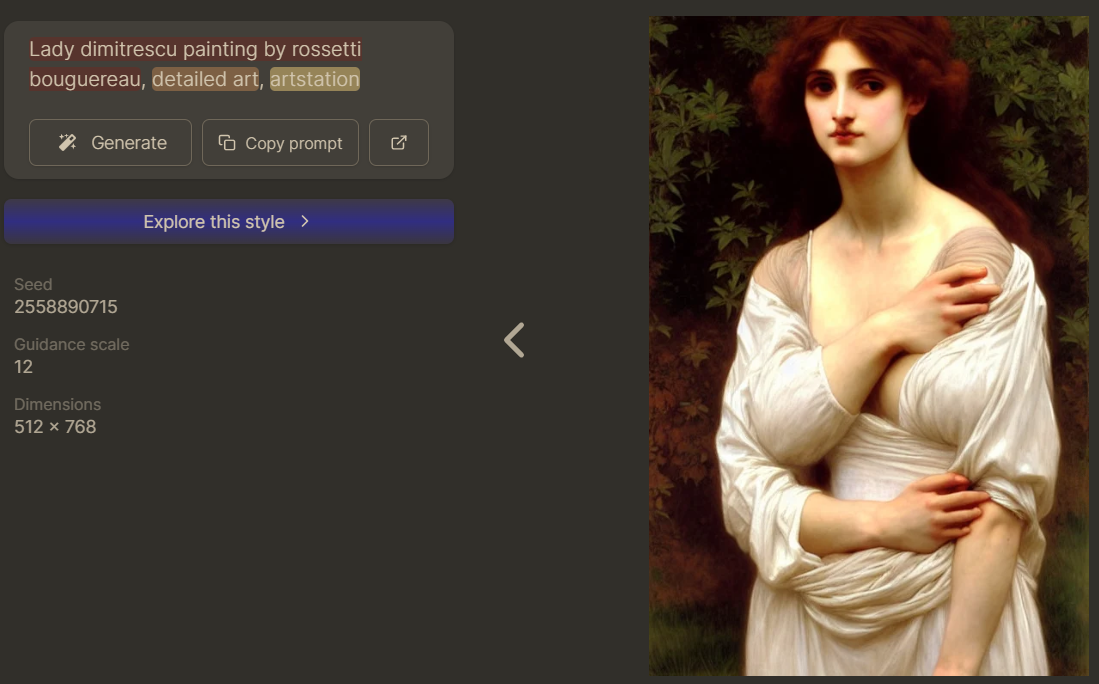 Lady dimitrescu painting by rossetti
bouguereau, detailed art, artstation
Generate
Copy prompt
Explore this style
Seed
2558890715
Guidance scale
12
Dimensions
512 × 768